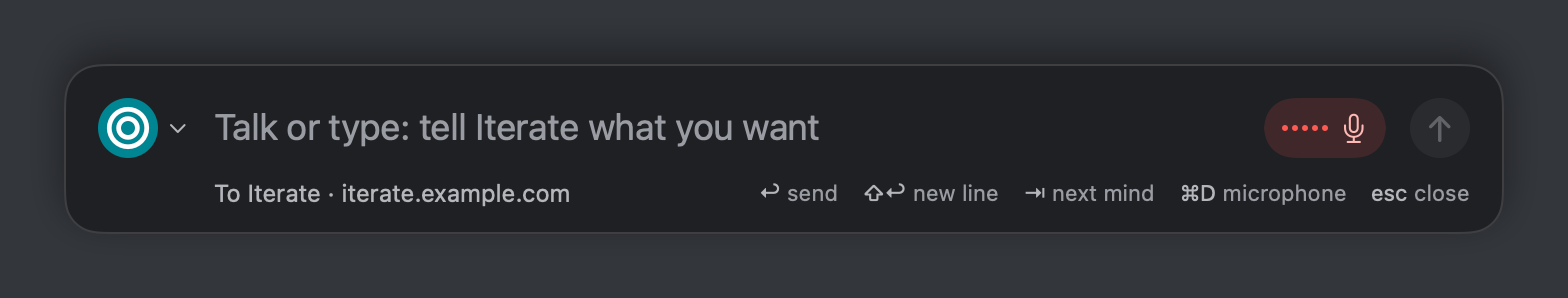 Talk or type: tell Iterate what you want
To Iterate · iterate.example.com ↩ send ⇧↩ new line ⇥ next mind ⌘D microphone esc close